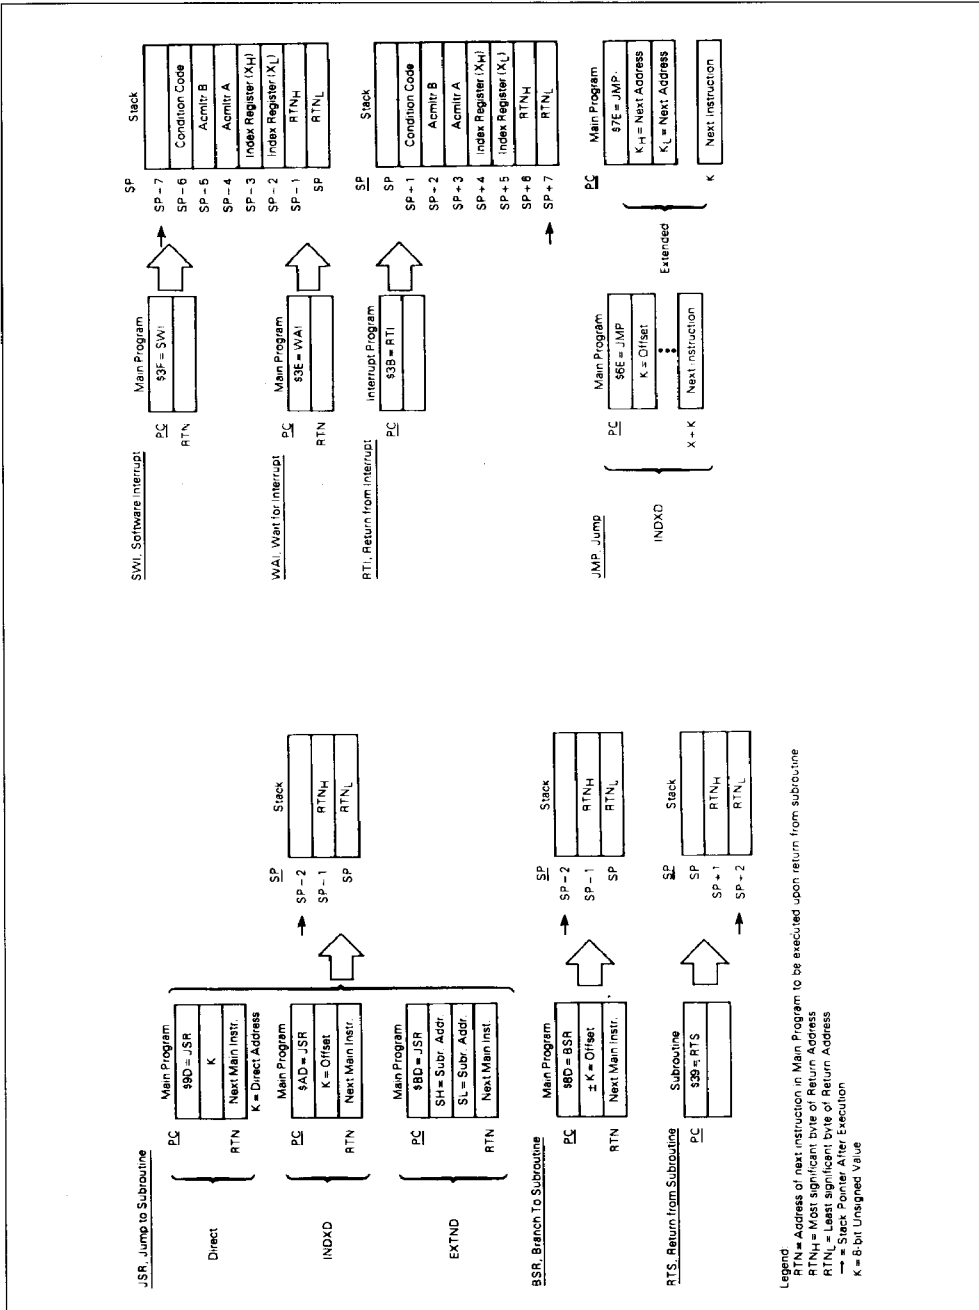 JSR, Jump to Subroutine
Direct
PC
Main Program
$9D = JSR
K
RTN
Next Main Instr.
K = Direct Address
INDXD
PC
Main Program
$AD = JSR
K = Offset
RTN
Next Main Instr.
EXTND
PC
Main Program
$BD = JSR
SH = Subr. Addr.
SL = Subr. Addr.
RTN
Next Main Inst.
SP
Stack
SP − 2
SP − 1
RTNH
SP
RTNL
BSR, Branch To Subroutine
PC
Main Program
$8D = BSR
± K = Offset
RTN
Next Main Instr.
SP
Stack
SP − 2
SP − 1
RTNH
SP
RTNL
RTS, Return from Subroutine
PC
Subroutine
$39 = RTS
SP
Stack
SP
SP + 1
RTNH
SP + 2
RTNL
SWI, Software Interrupt
PC
Main Program
$3F = SWI
RTN
SP
Stack
SP − 7
SP − 6
Condition Code
SP − 5
Acmltr B
SP − 4
Acmltr A
SP − 3
Index Register (XH)
SP − 2
Index Register (XL)
SP − 1
RTNH
SP
RTNL
WAI, Wait for Interrupt
PC
Main Program
$3E = WAI
RTN
RTI, Return from Interrupt
PC
Interrupt Program
$3B = RTI
SP
Stack
SP
SP + 1
Condition Code
SP + 2
Acmltr B
SP + 3
Acmltr A
SP + 4
Index Register (XH)
SP + 5
Index Register (XL)
SP + 6
RTNH
SP + 7
RTNL
JMP, Jump
INDXD
PC
Main Program
$6E = JMP
K = Offset
X + K
Next Instruction
Extended
PC
Main Program
$7E = JMP
KH = Next Address
KL = Next Address
K
Next Instruction
Legend:
RTN = Address of next instruction in Main Program to be executed upon return from subroutine
RTNH = Most significant byte of Return Address
RTNL = Least significant byte of Return Address
→ = Stack Pointer After Execution
K = 8-bit Unsigned Value